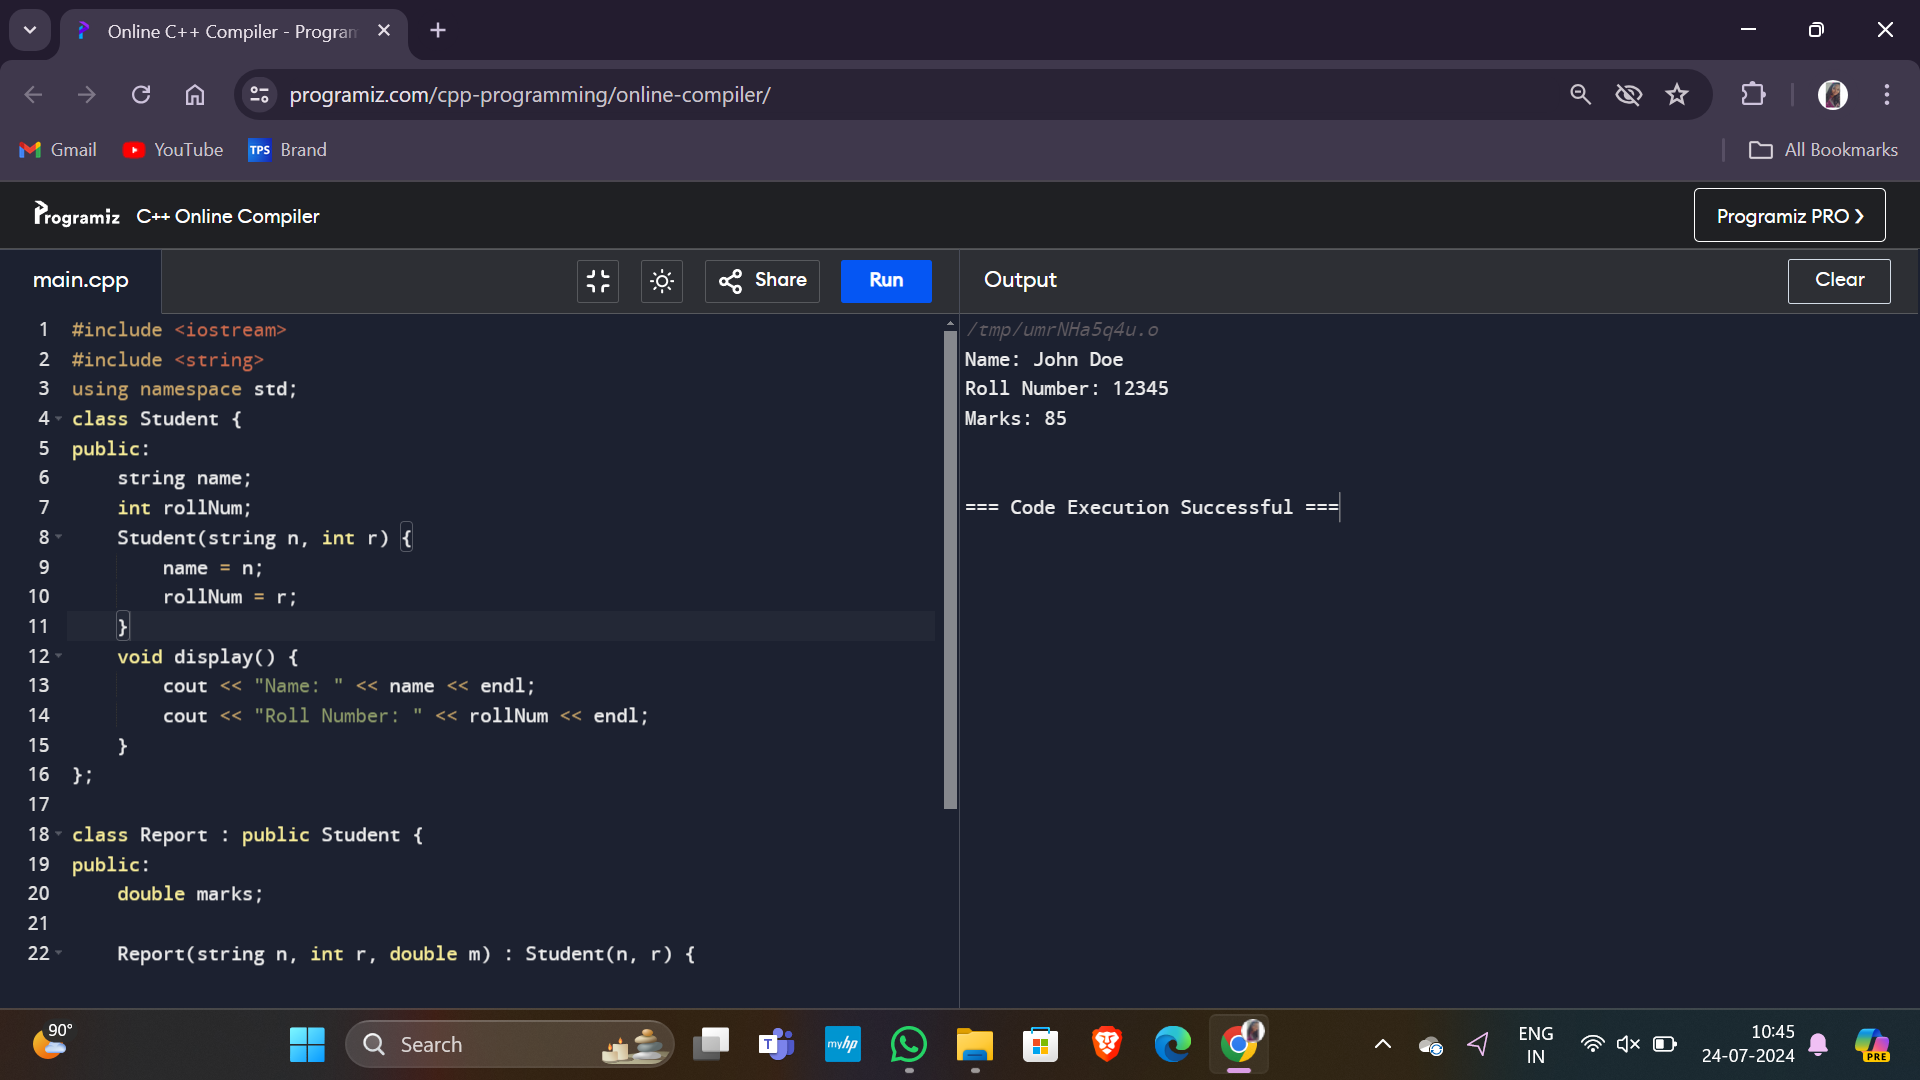 Online C++ Compiler - Program
programiz.com/cpp-programming/online-compiler/
Gmail YouTube TPS Brand All Bookmarks
Programiz C++ Online Compiler Programiz PRO ❯
main.cpp Share Run Output Clear
1 #include <iostream>
2 #include <string>
3 using namespace std;
4 class Student {
5 public:
6 string name;
7 int rollNum;
8 Student(string n, int r) {
9 name = n;
10 rollNum = r;
11 }
12 void display() {
13 cout << "Name: " << name << endl;
14 cout << "Roll Number: " << rollNum << endl;
15 }
16 };
17
18 class Report : public Student {
19 public:
20 double marks;
21
22 Report(string n, int r, double m) : Student(n, r) {
/tmp/umrNHa5q4u.o
Name: John Doe
Roll Number: 12345
Marks: 85
=== Code Execution Successful ===
90°
Search
T
myhp
ENG
IN
10:45
24-07-2024
PRE